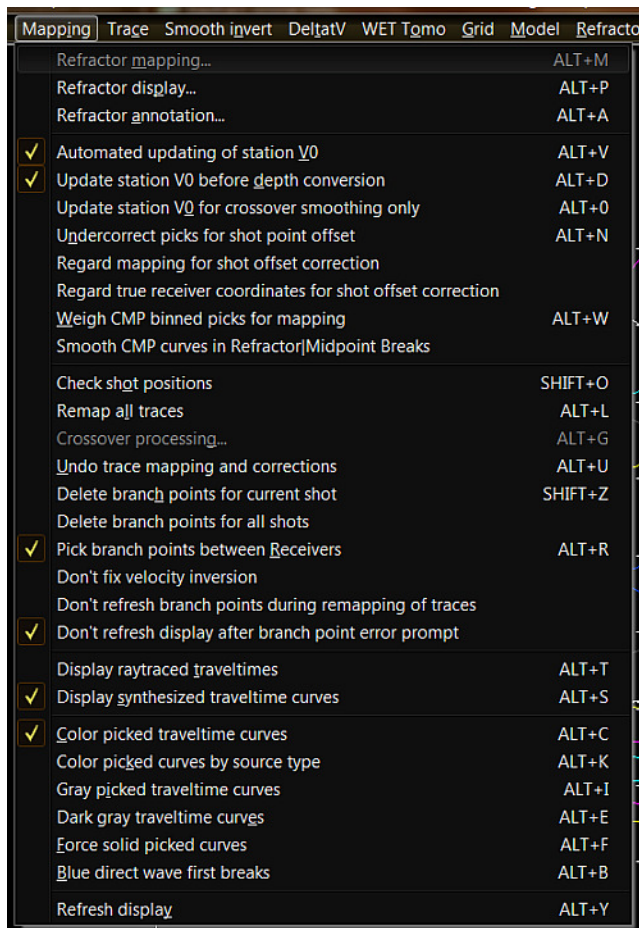 Mapping Trace Smooth invert DeltatV WET Tomo Grid Model Refracto
Refractor mapping... ALT+M
Refractor display... ALT+P
Refractor annotation... ALT+A
Automated updating of station V0 ALT+V
Update station V0 before depth conversion ALT+D
Update station V0 for crossover smoothing only ALT+0
Undercorrect picks for shot point offset ALT+N
Regard mapping for shot offset correction
Regard true receiver coordinates for shot offset correction
Weigh CMP binned picks for mapping ALT+W
Smooth CMP curves in Refractor|Midpoint Breaks
Check shot positions SHIFT+O
Remap all traces ALT+L
Crossover processing... ALT+G
Undo trace mapping and corrections ALT+U
Delete branch points for current shot SHIFT+Z
Delete branch points for all shots
Pick branch points between Receivers ALT+R
Don't fix velocity inversion
Don't refresh branch points during remapping of traces
Don't refresh display after branch point error prompt
Display raytraced traveltimes ALT+T
Display synthesized traveltime curves ALT+S
Color picked traveltime curves ALT+C
Color picked curves by source type ALT+K
Gray picked traveltime curves ALT+I
Dark gray traveltime curves ALT+E
Force solid picked curves ALT+F
Blue direct wave first breaks ALT+B
Refresh display ALT+Y